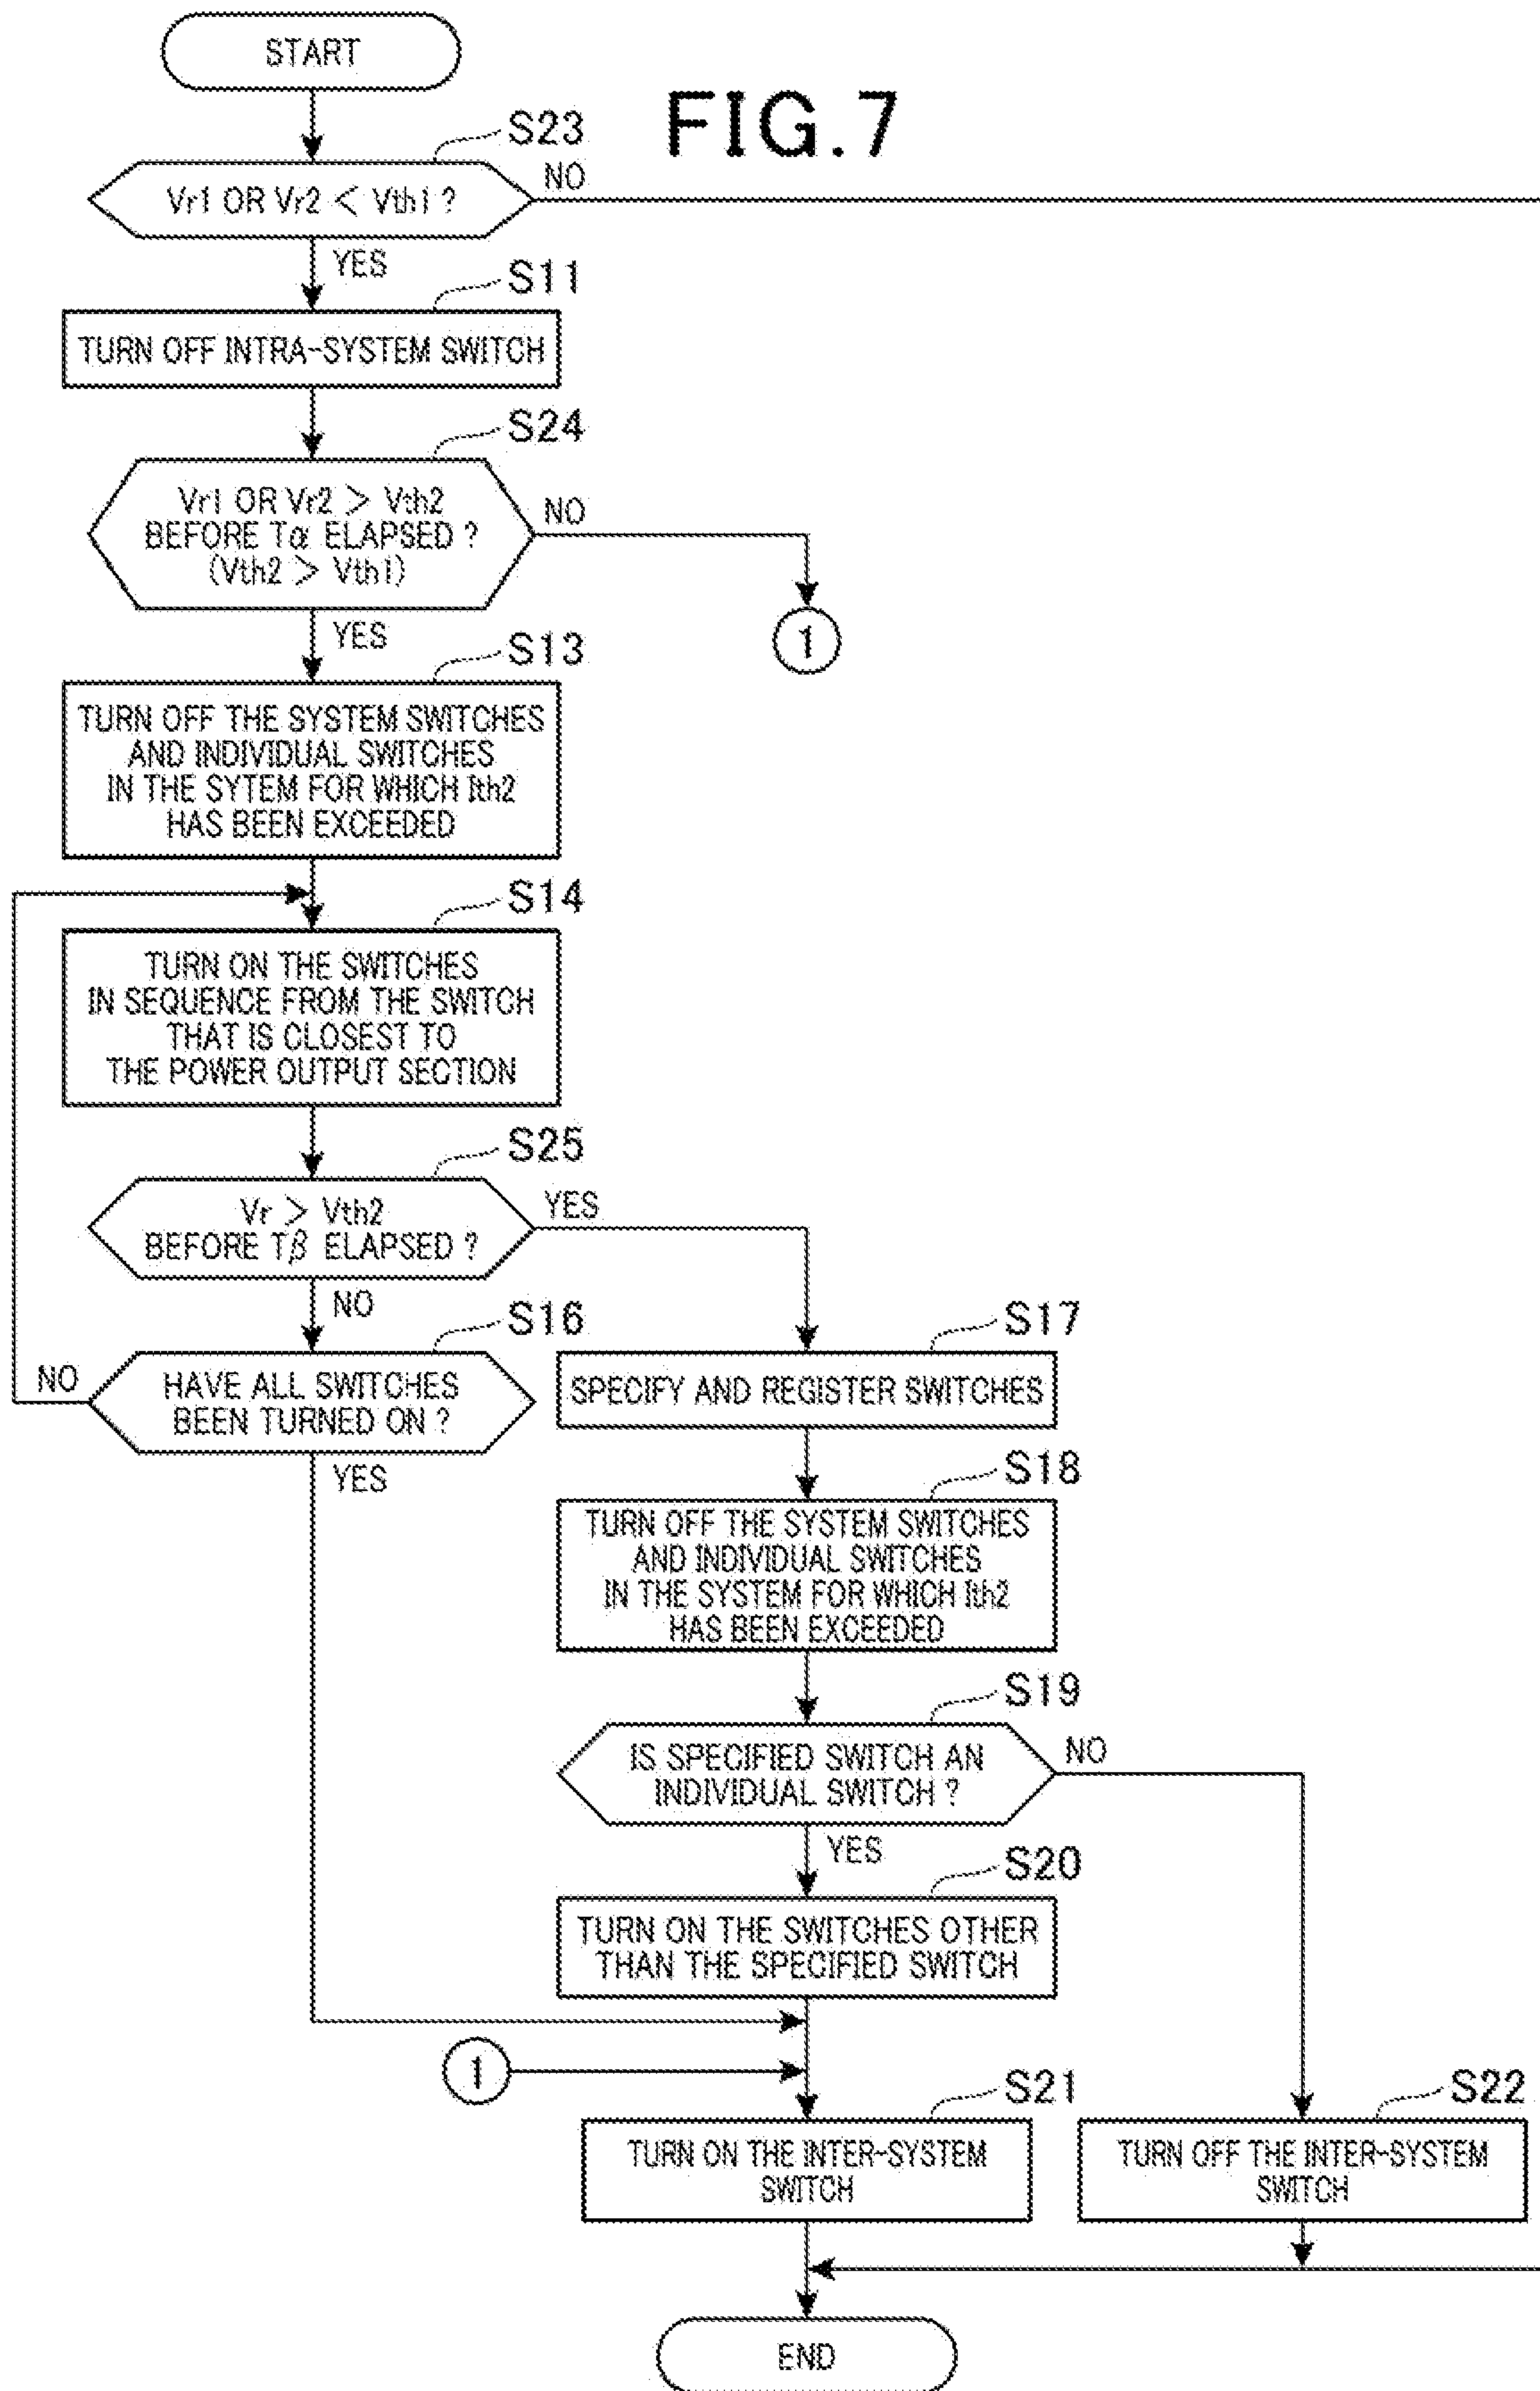 START
FIG.7
S23
Vr1 OR Vr2 < Vth1 ?
NO
YES
S11
TURN OFF INTRA-SYSTEM SWITCH
S24
Vr1 OR Vr2 > Vth2
BEFORE Tα ELAPSED ?
(Vth2 > Vth1)
NO
1
YES
S13
TURN OFF THE SYSTEM SWITCHES
AND INDIVIDUAL SWITCHES
IN THE SYTEM FOR WHICH Ith2
HAS BEEN EXCEEDED
S14
TURN ON THE SWITCHES
IN SEQUENCE FROM THE SWITCH
THAT IS CLOSEST TO
THE POWER OUTPUT SECTION
S25
Vr > Vth2
BEFORE Tβ ELAPSED ?
YES
NO
S16
HAVE ALL SWITCHES
BEEN TURNED ON ?
NO
YES
S17
SPECIFY AND REGISTER SWITCHES
S18
TURN OFF THE SYSTEM SWITCHES
AND INDIVIDUAL SWITCHES
IN THE SYSTEM FOR WHICH Ith2
HAS BEEN EXCEEDED
S19
IS SPECIFIED SWITCH AN
INDIVIDUAL SWITCH ?
NO
YES
S20
TURN ON THE SWITCHES OTHER
THAN THE SPECIFIED SWITCH
1
S21
TURN ON THE INTER-SYSTEM
SWITCH
S22
TURN OFF THE INTER-SYSTEM
SWITCH
END